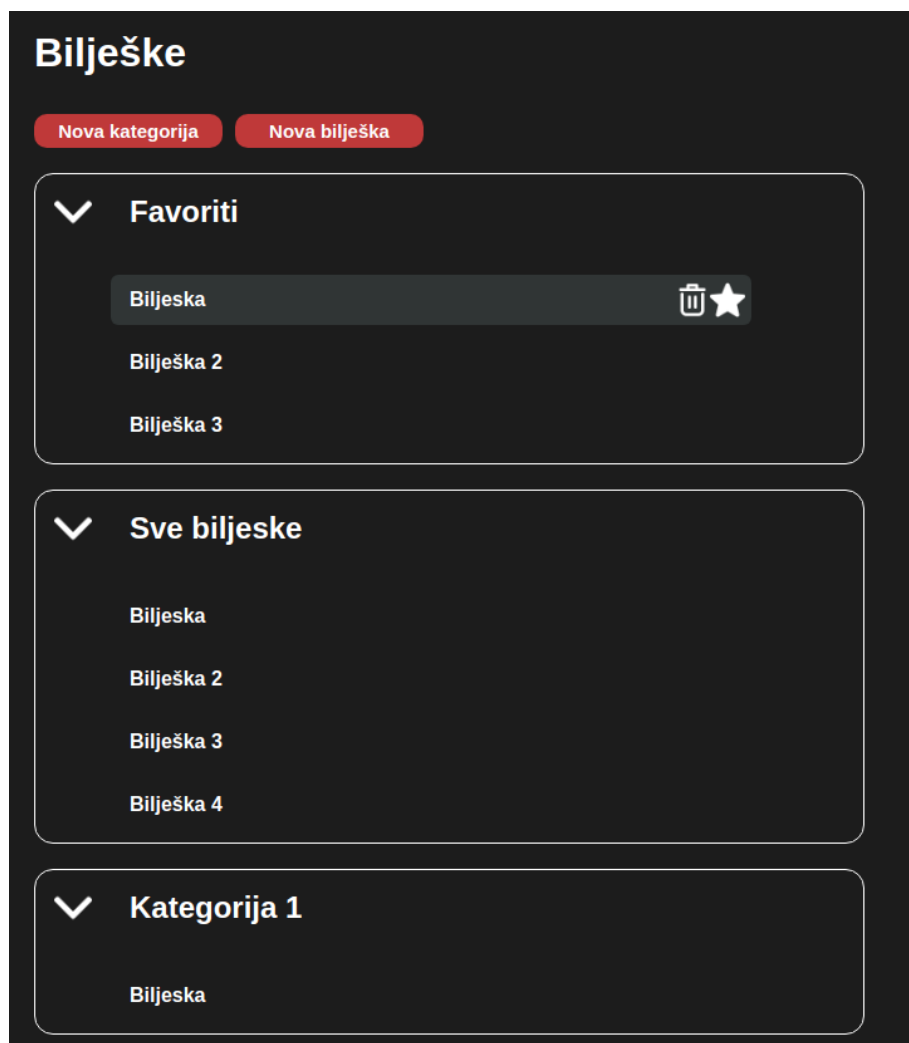 Bilješke
Nova kategorija Nova bilješka
Favoriti
Biljeska
Bilješka 2
Bilješka 3
Sve biljeske
Biljeska
Bilješka 2
Bilješka 3
Bilješka 4
Kategorija 1
Biljeska